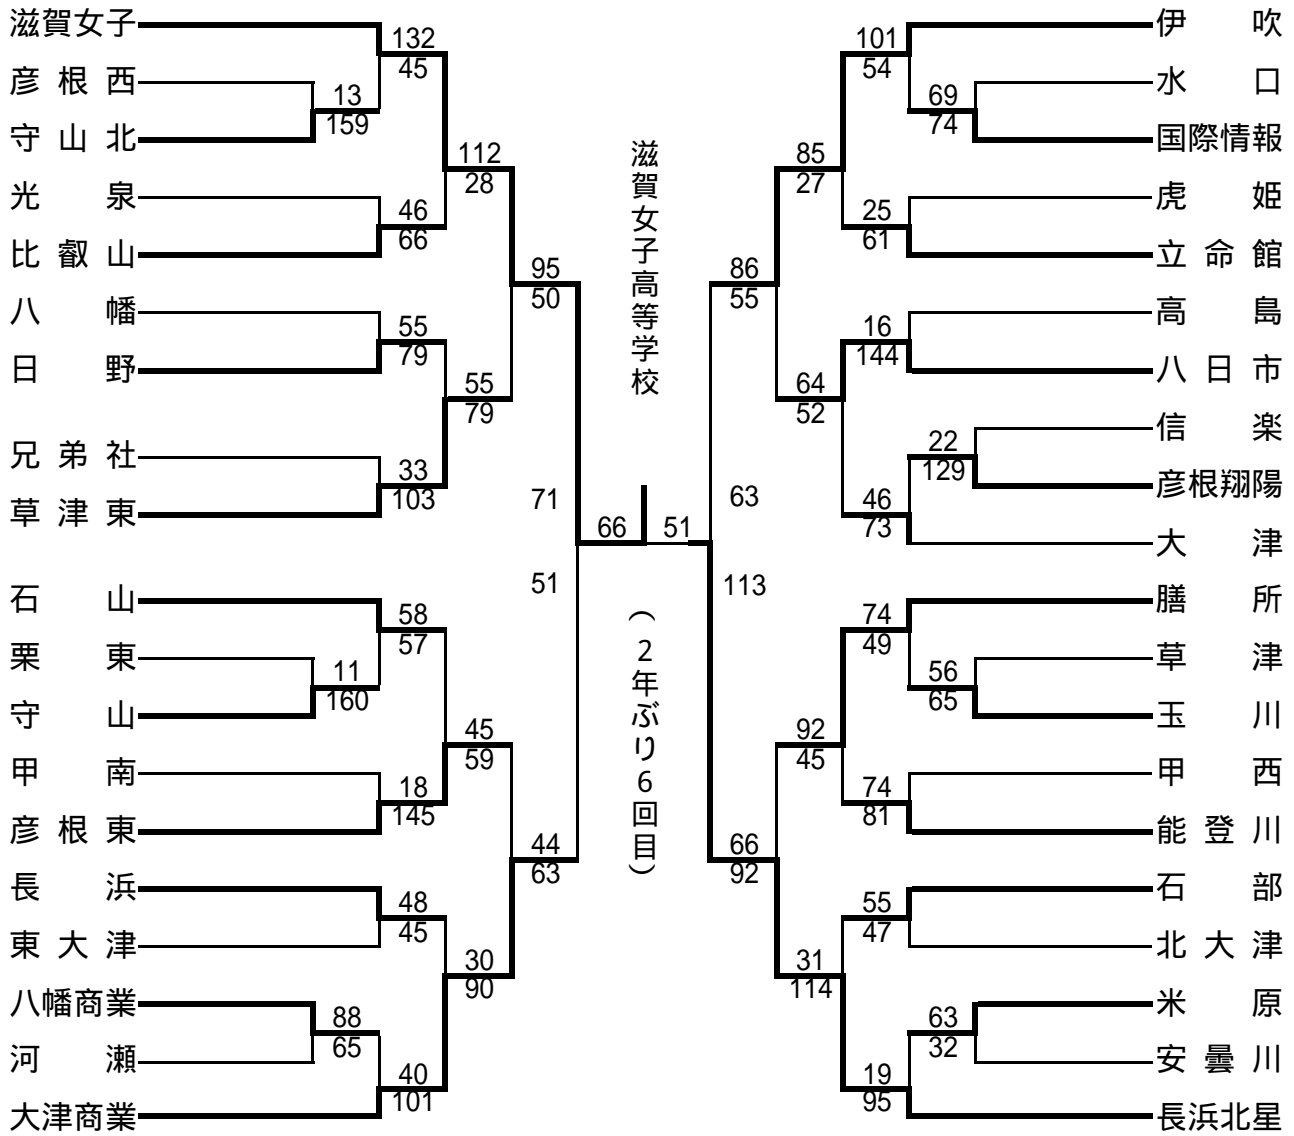 滋賀女子
彦根西
守山北
光泉
比叡山
八幡
日野
兄弟社
草津東
石山
栗東
守山
甲南
彦根東
長浜
東大津
八幡商業
河瀬
大津商業
132
45
13
159
46
66
55
79
33
103
58
57
11
160
18
145
48
45
88
65
40
101
112
28
55
79
45
59
30
90
95
50
44
63
71
51
66
51
滋賀女子高等学校
(2年ぶり6回目)
63
113
86
55
66
92
85
27
64
52
92
45
31
114
101
54
69
74
25
61
16
144
22
129
46
73
74
49
56
65
74
81
55
47
63
32
19
95
伊吹
水口
国際情報
虎姫
立命館
高島
八日市
信楽
彦根翔陽
大津
膳所
草津
玉川
甲西
能登川
石部
北大津
米原
安曇川
長浜北星